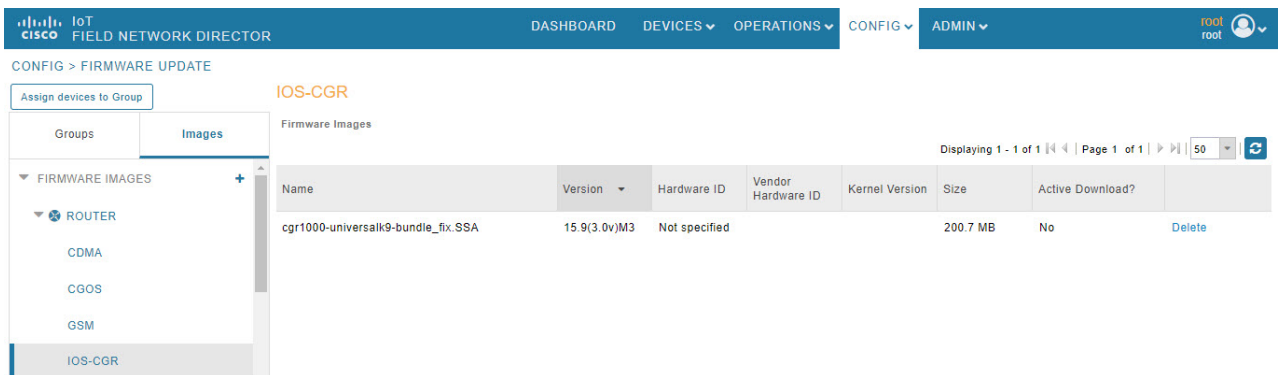 IoT
CISCO FIELD NETWORK DIRECTOR
DASHBOARD DEVICES OPERATIONS CONFIG ADMIN
root
root
CONFIG > FIRMWARE UPDATE
Assign devices to Group
Groups Images
FIRMWARE IMAGES +
ROUTER
CDMA
CGOS
GSM
IOS-CGR
IOS-CGR
Firmware Images
Displaying 1 - 1 of 1 | Page 1 of 1 | 50
Name Version Hardware ID Vendor Hardware ID Kernel Version Size Active Download?
cgr1000-universalk9-bundle_fix.SSA 15.9(3.0v)M3 Not specified 200.7 MB No Delete